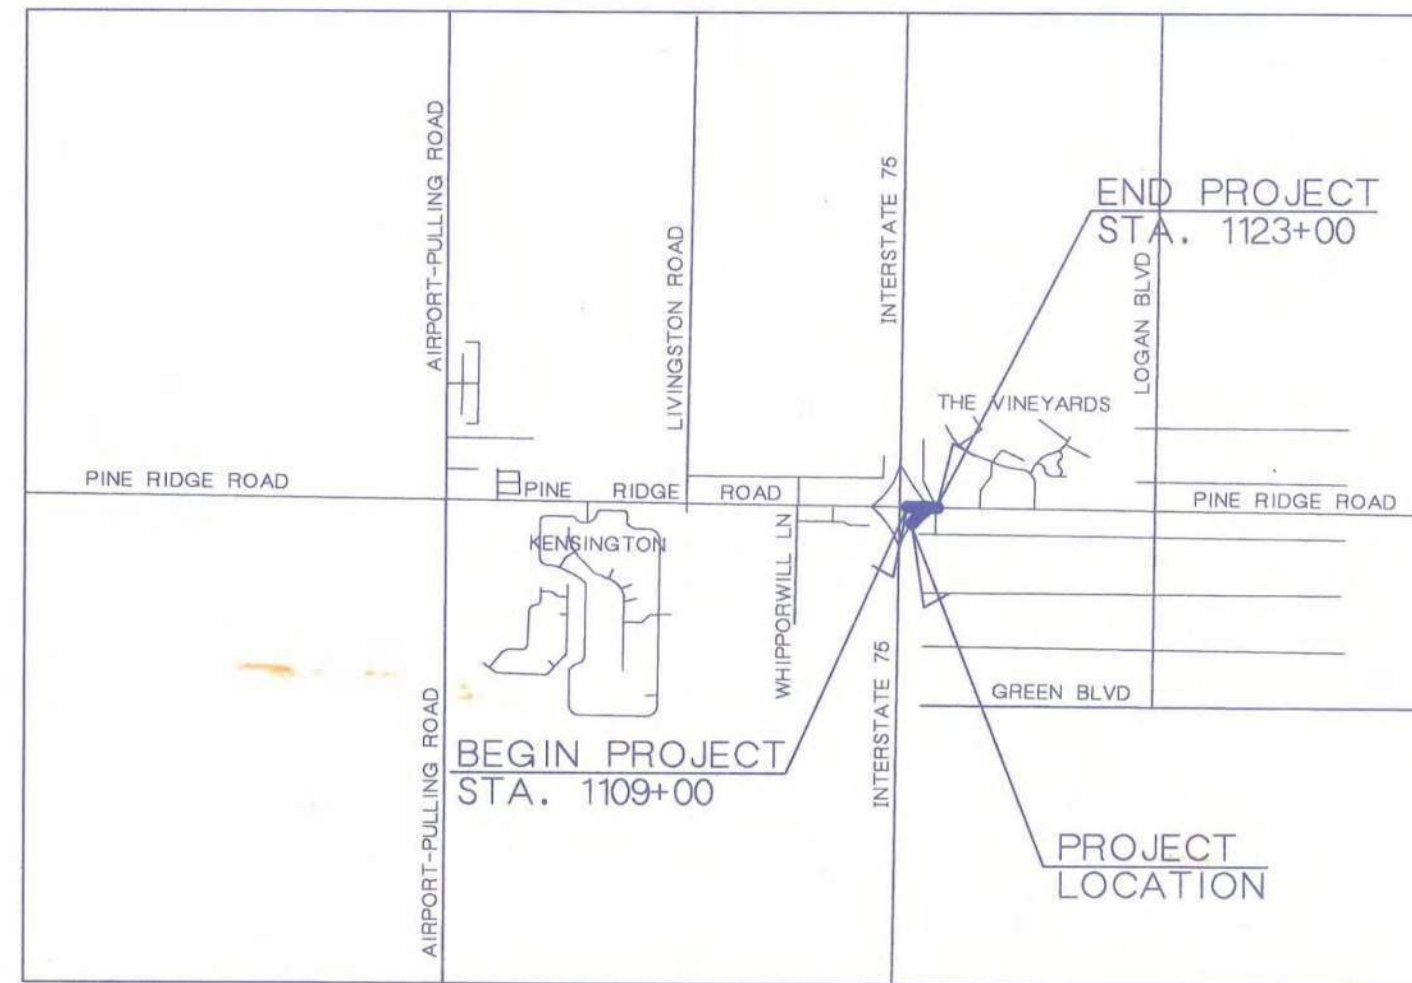 AIRPORT-PULLING ROAD
LIVINGSTON ROAD
INTERSTATE 75
END PROJECT
STA. 1123+00
LOGAN BLVD
THE VINEYARDS
PINE RIDGE ROAD
PINE RIDGE ROAD
PINE RIDGE ROAD
KENSINGTON
WHIPPORWILL LN
GREEN BLVD
AIRPORT-PULLING ROAD
BEGIN PROJECT
STA. 1109+00
INTERSTATE 75
PROJECT
LOCATION